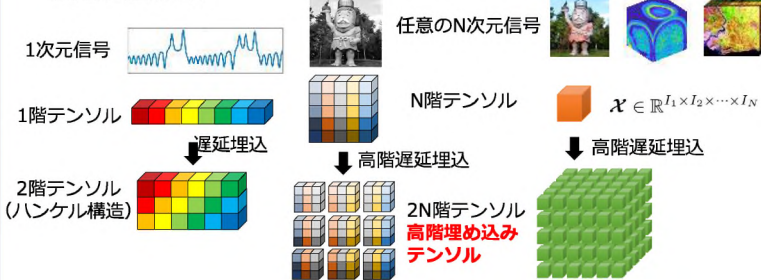 1次元信号
任意のN次元信号
1階テンソル
N階テンソル
𝓧 ∈ ℝ^{I_1×I_2×⋯×I_N}
遅延埋込
高階遅延埋込
高階遅延埋込
2階テンソル
(ハンケル構造)
2N階テンソル
高階埋め込み
テンソル